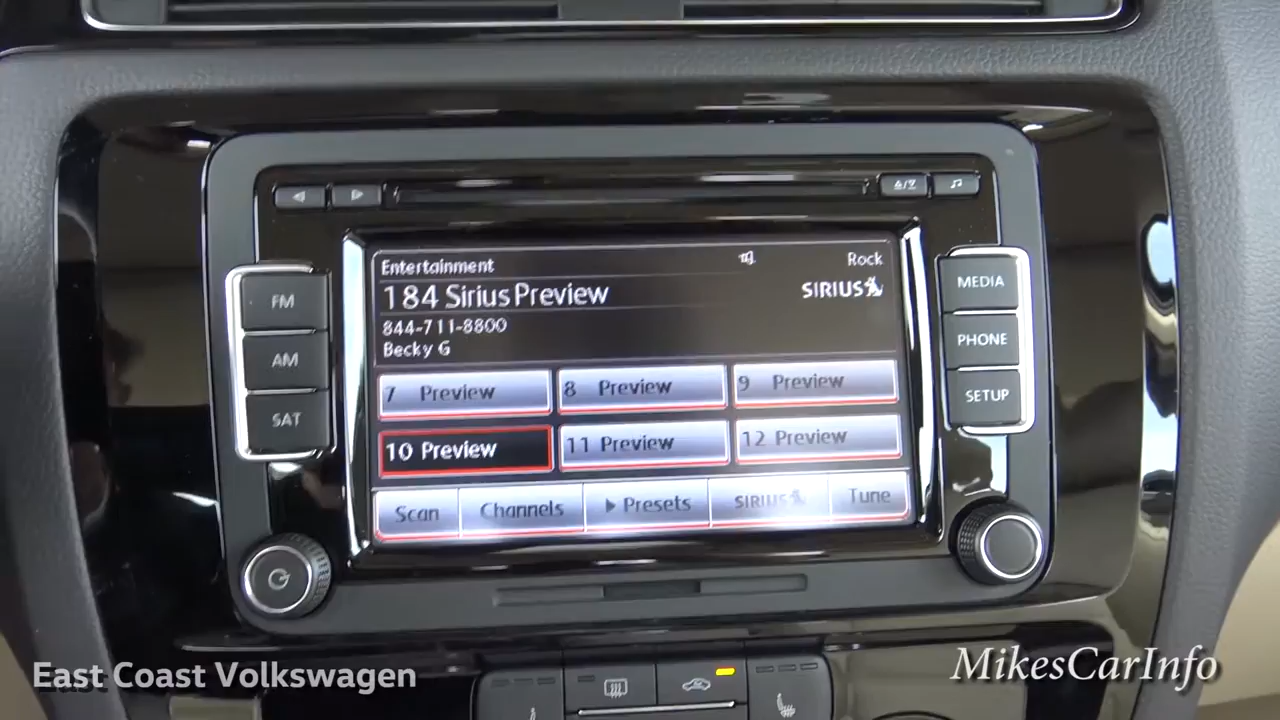 A/▽
FM
AM
SAT
MEDIA
PHONE
SETUP
Entertainment
Rock
184 Sirius Preview
SIRIUS
844-711-8800
Becky G
7 Preview
8 Preview
9 Preview
10 Preview
11 Preview
12 Preview
Scan
Channels
Presets
SIRIUS
Tune
East Coast Volkswagen
MikesCarInfo